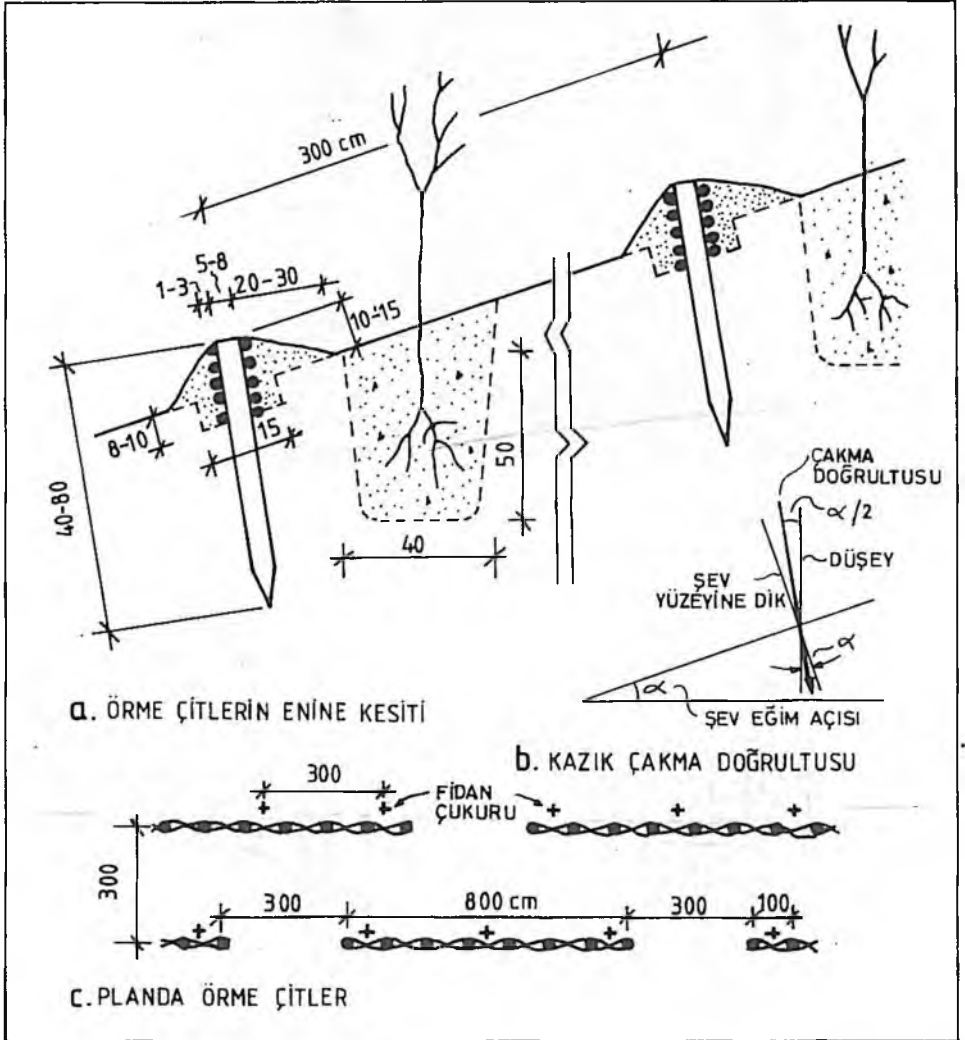 300 cm
5-8
1-3
20-30
10-15
8-10
15
40-80
50
40
ÇAKMA
DOĞRULTUSU
α/2
DÜŞEY
ŞEV
YÜZEYİNE DİK
α
α
ŞEV EĞİM AÇISI
a. ÖRME ÇİTLERİN ENİNE KESİTİ
b. KAZIK ÇAKMA DOĞRULTUSU
300
FİDAN
ÇUKURU
300
300
800 cm
300
100
c. PLANDA ÖRME ÇİTLER